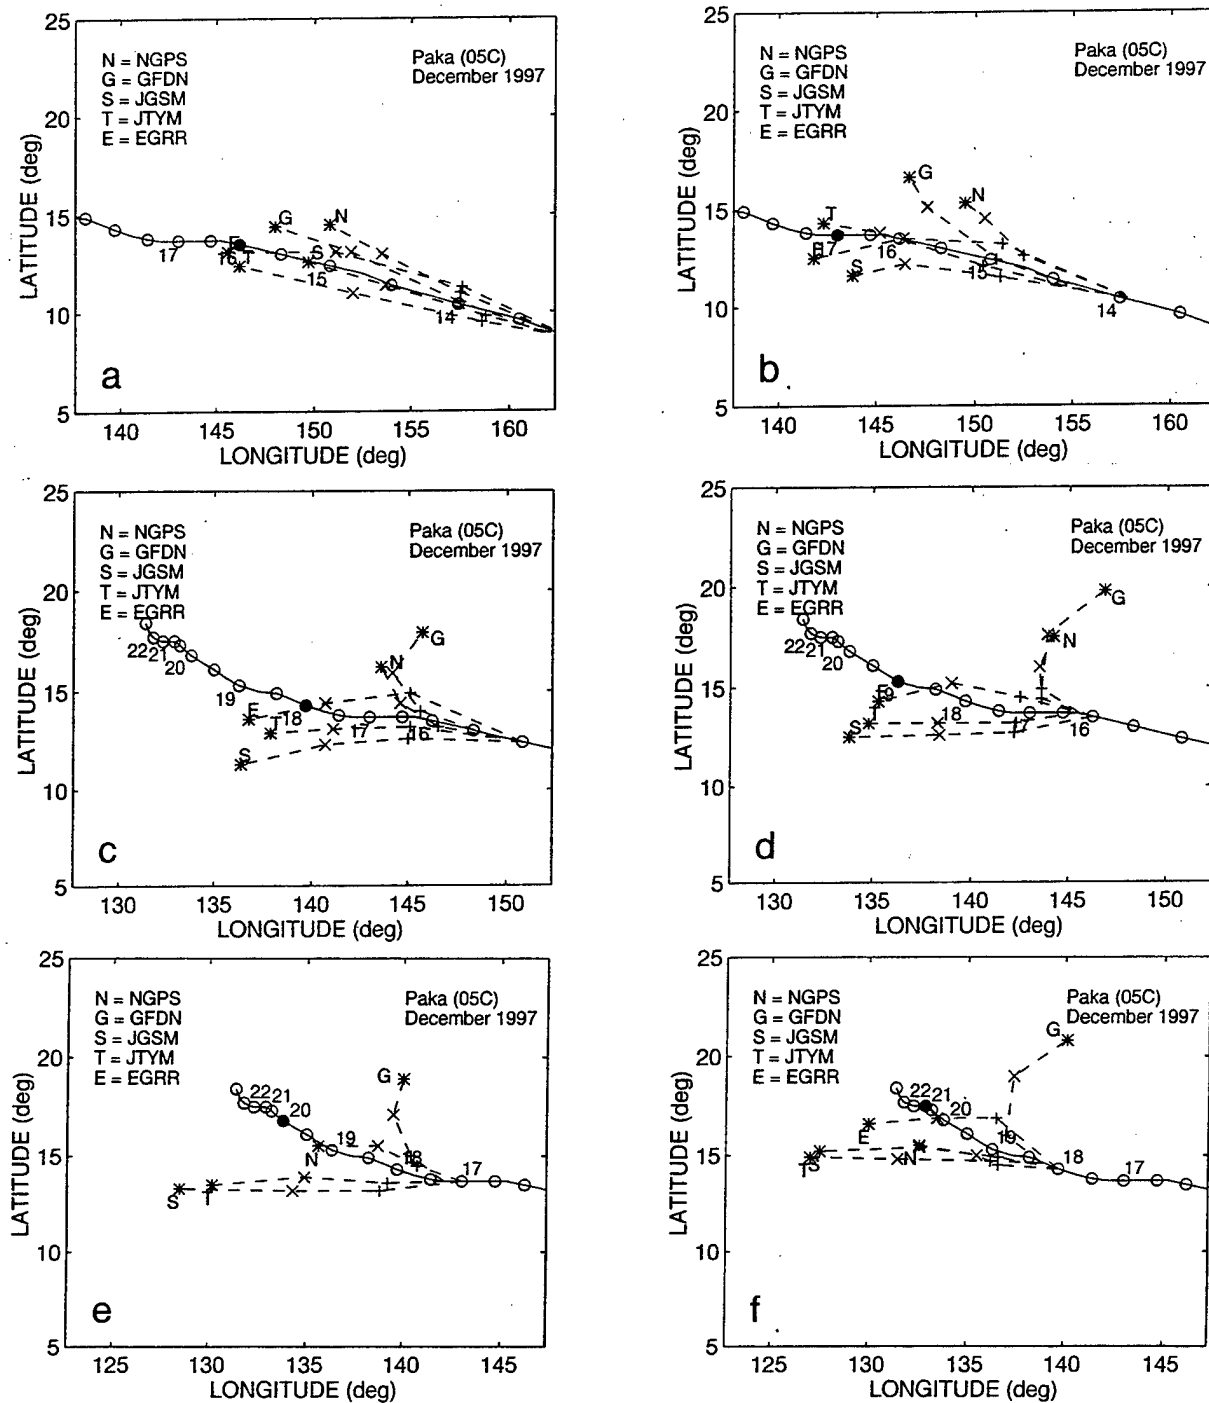 25
20
15
10
5
LATITUDE (deg)
N = NGPS
G = GFDN
S = JGSM
T = JTYM
E = EGRR
Paka (05C)
December 1997
G
N
S
E
T
17
16
15
14
a
140
145
150
155
160
LONGITUDE (deg)
25
20
15
10
5
LATITUDE (deg)
N = NGPS
G = GFDN
S = JGSM
T = JTYM
E = EGRR
Paka (05C)
December 1997
G
N
T
E
17
S
16
15
14
b
140
145
150
155
160
LONGITUDE (deg)
25
20
15
10
5
LATITUDE (deg)
N = NGPS
G = GFDN
S = JGSM
T = JTYM
E = EGRR
Paka (05C)
December 1997
G
N
22
21
20
19
E
18
T
17
16
S
c
130
135
140
145
150
LONGITUDE (deg)
25
20
15
10
5
LATITUDE (deg)
N = NGPS
G = GFDN
S = JGSM
T = JTYM
E = EGRR
Paka (05C)
December 1997
G
N
22
21
20
E
19
T
S
18
17
16
d
130
135
140
145
150
LONGITUDE (deg)
25
20
15
10
5
LATITUDE (deg)
N = NGPS
G = GFDN
S = JGSM
T = JTYM
E = EGRR
Paka (05C)
December 1997
G
22
21
20
19
N
18
17
S
T
e
125
130
135
140
145
LONGITUDE (deg)
25
20
15
10
5
LATITUDE (deg)
N = NGPS
G = GFDN
S = JGSM
T = JTYM
E = EGRR
Paka (05C)
December 1997
G
22
21
20
E
19
N
18
17
T
S
f
125
130
135
140
145
LONGITUDE (deg)